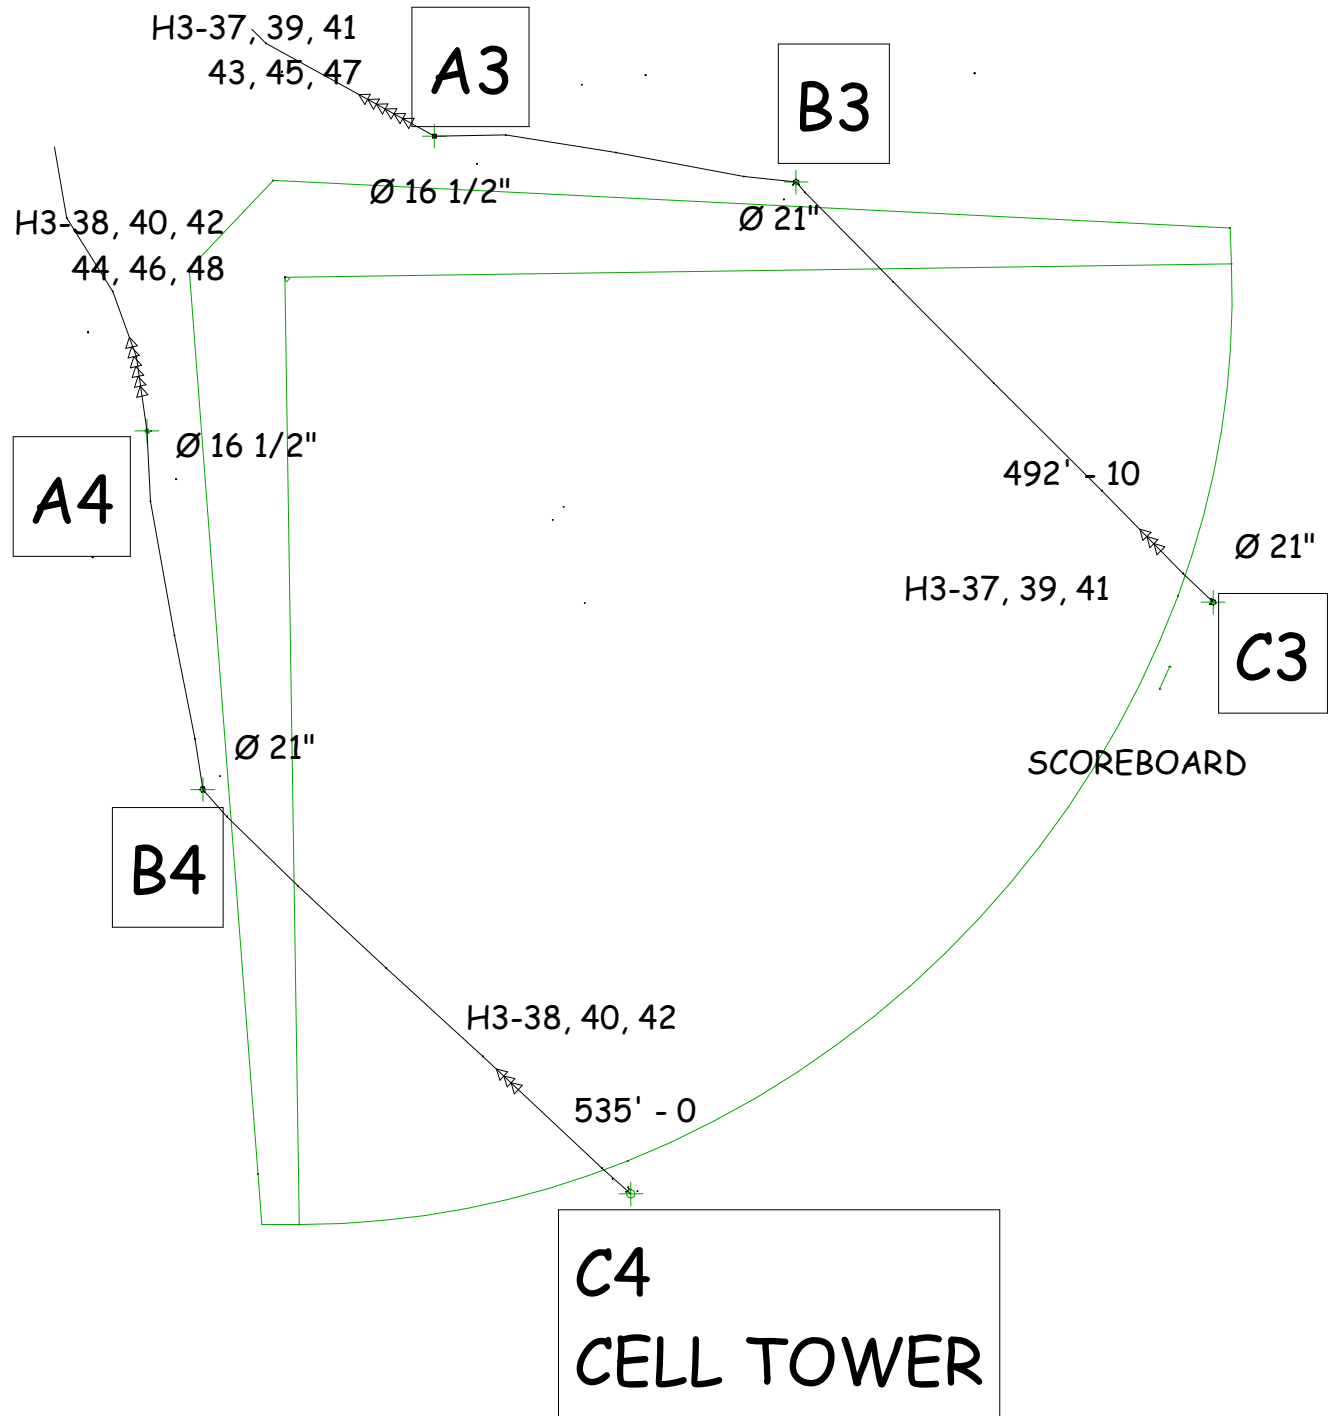 H3-37, 39, 41
43, 45, 47
A3
B3
Ø 16 1/2"
Ø 21"
H3-38, 40, 42
44, 46, 48
Ø 16 1/2"
A4
492' - 10
Ø 21"
H3-37, 39, 41
C3
SCOREBOARD
Ø 21"
B4
H3-38, 40, 42
535' - 0
C4
CELL TOWER